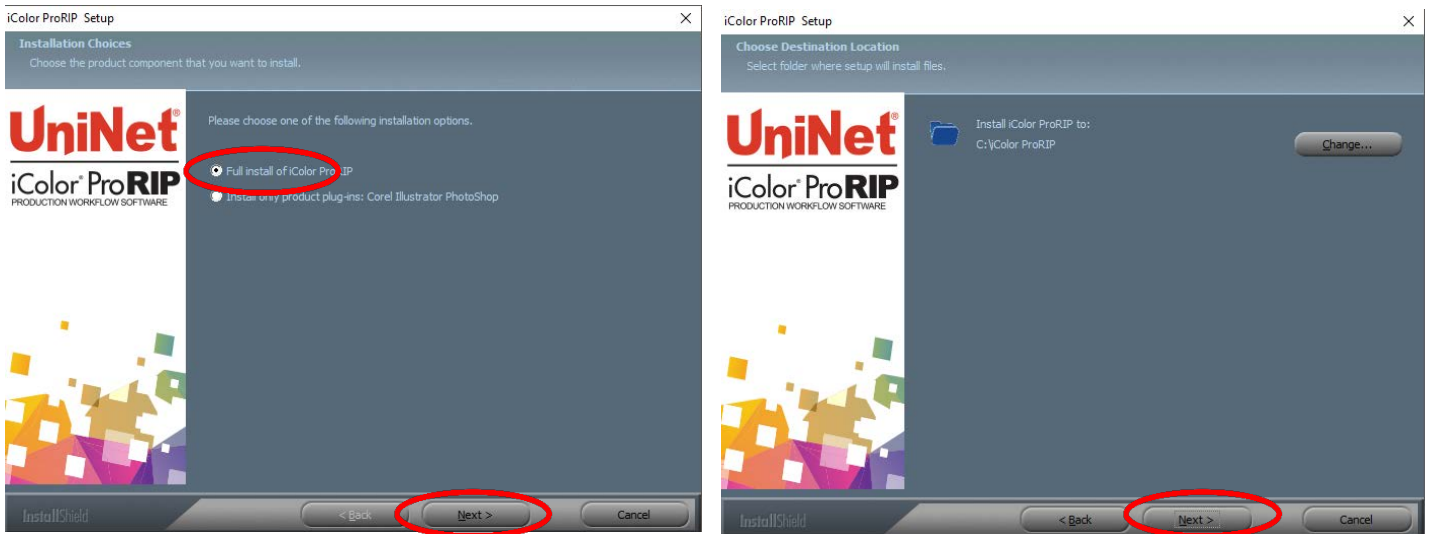 iColor ProRIP Setup
Installation Choices
Choose the product component that you want to install.
UniNet®
iColor® ProRIP
PRODUCTION WORKFLOW SOFTWARE
Please choose one of the following installation options.
Full install of iColor ProRIP
Install only product plug-ins: Corel Illustrator PhotoShop
InstallShield
< Back
Next >
Cancel
iColor ProRIP Setup
Choose Destination Location
Select folder where setup will install files.
UniNet®
iColor® ProRIP
PRODUCTION WORKFLOW SOFTWARE
Install iColor ProRIP to:
C:\iColor ProRIP
Change...
InstallShield
< Back
Next >
Cancel